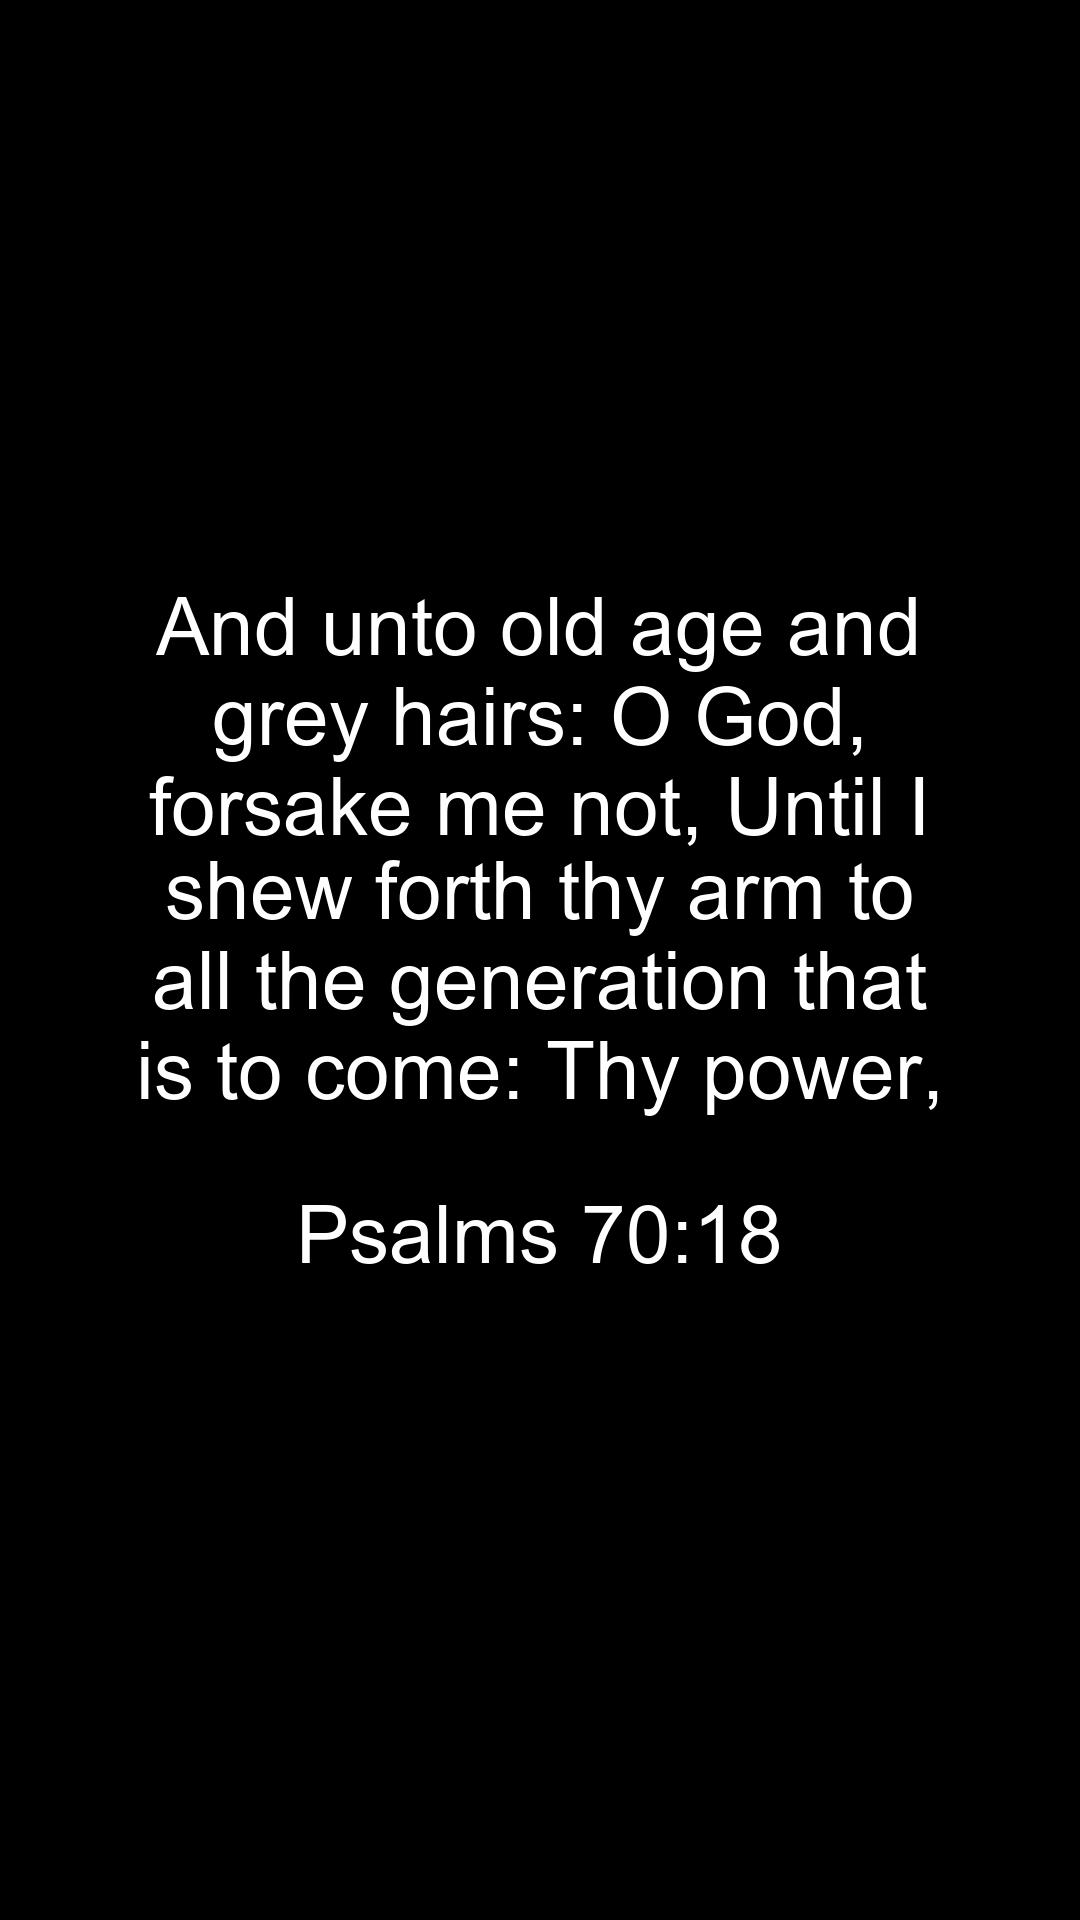 And unto old age and
grey hairs: O God,
forsake me not, Until I
shew forth thy arm to
all the generation that
is to come: Thy power,
Psalms 70:18